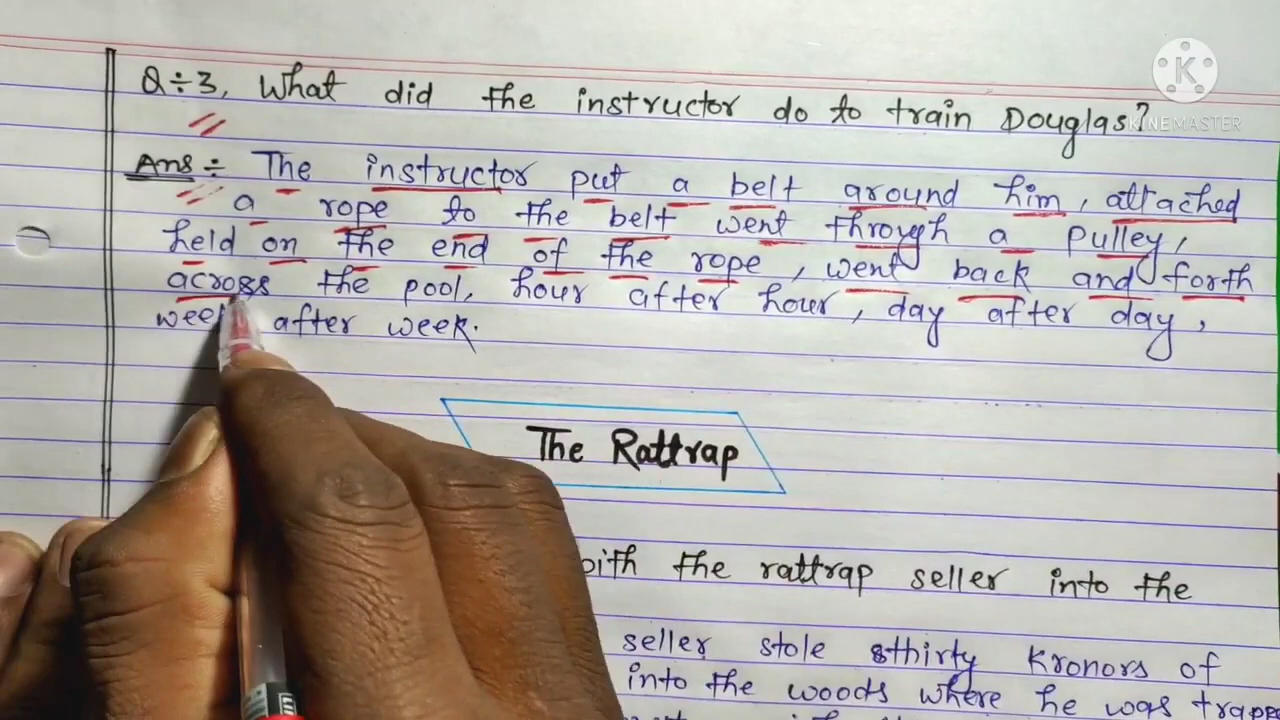 K
KINEMASTER
Q÷3, What did the instructor do to train Douglas?
Ans ÷ The instructor put a belt around him, attached
a rope to the belt went through a pulley,
held on the end of the rope, went back and forth
across the pool, hour after hour, day after day,
week after week.
The Rattrap
with the rattrap seller into the
seller stole thirty Kronors of
into the woods where he was